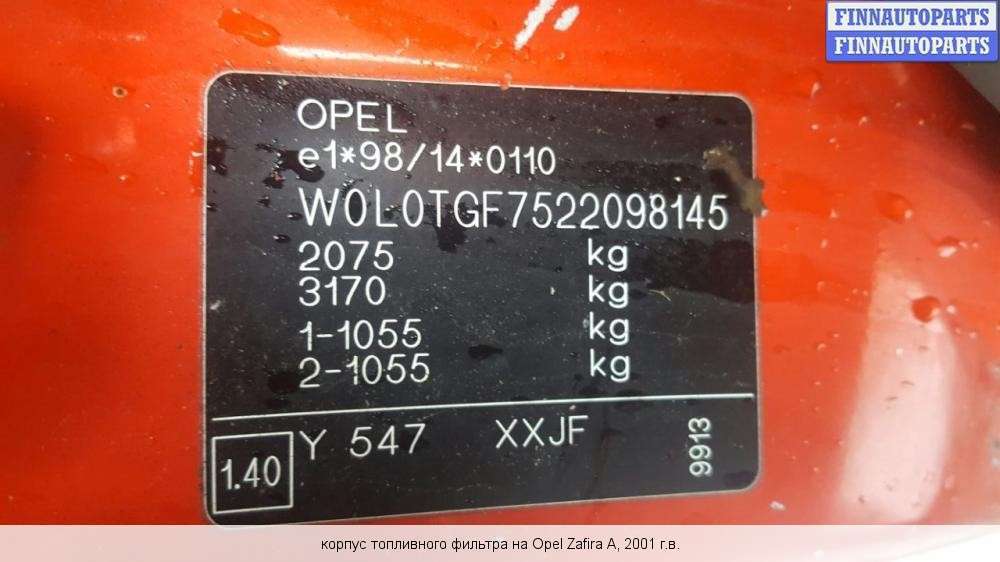 FINNAUTOPARTS
FINNAUTOPARTS
OPEL
e1*98/14*0110
W0L0TGF7522098145
2075 kg
3170 kg
1-1055 kg
2-1055 kg
1.40 Y 547 XXJF 9913
корпус топливного фильтра на Opel Zafira A, 2001 г.в.